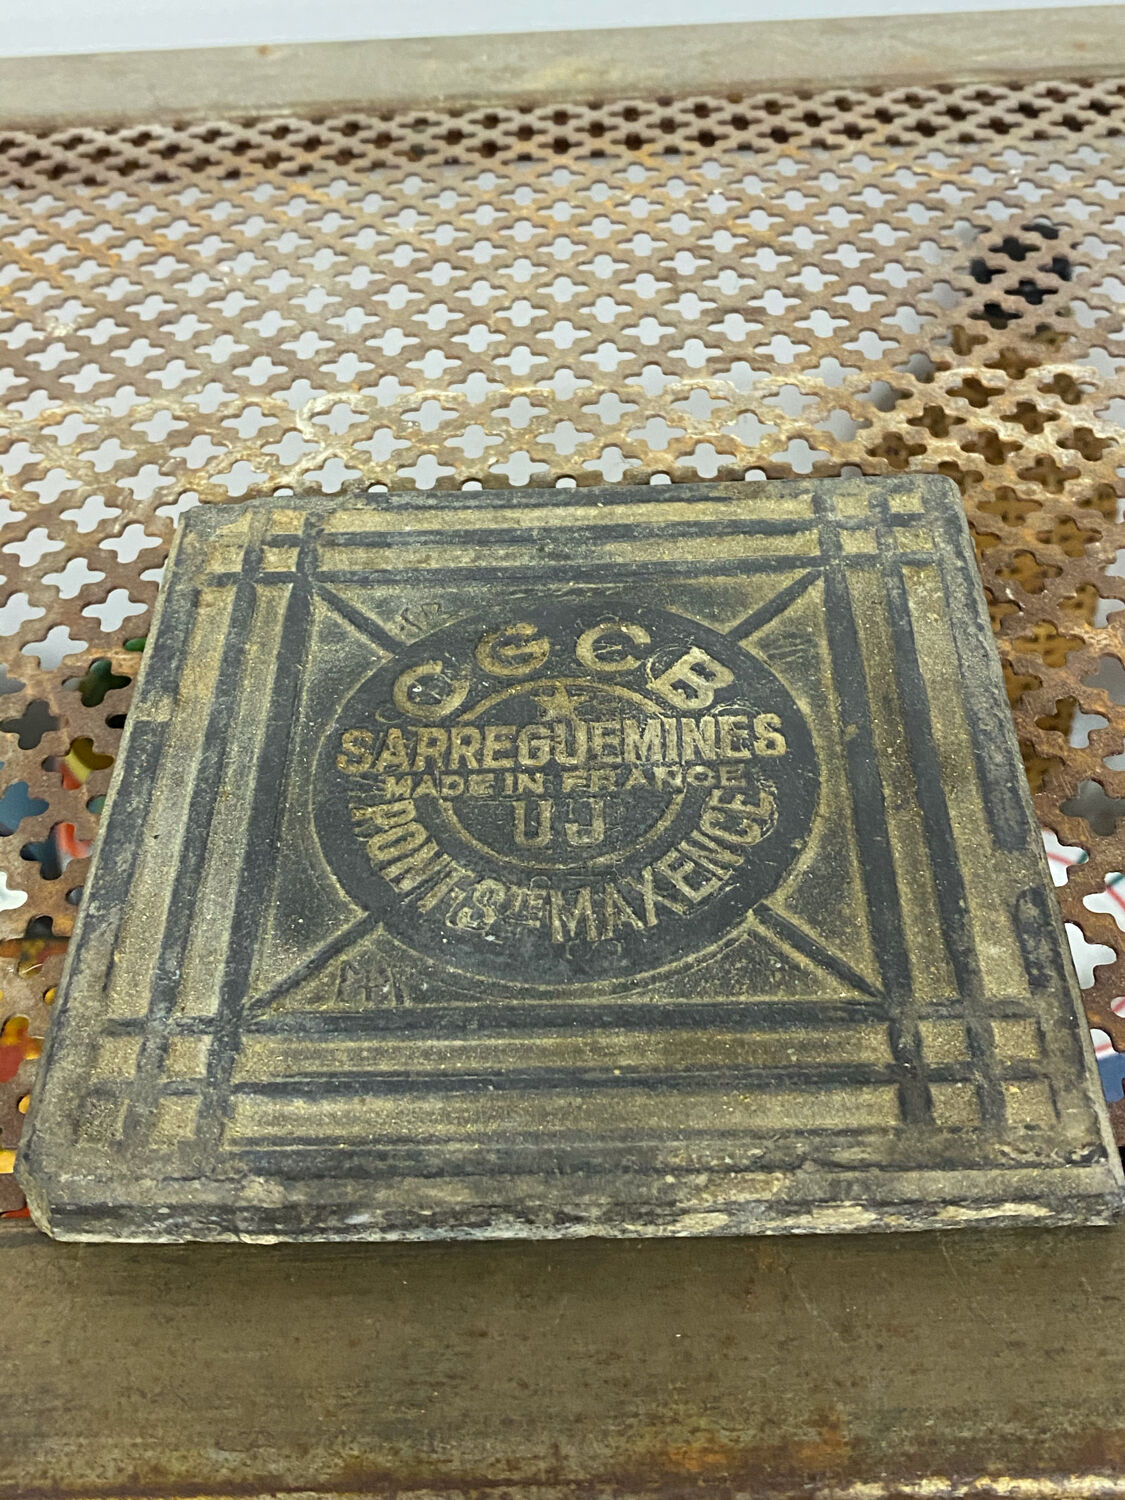 CGCB
SARREGUEMINES
MADE IN FRANCE
UJ
PONT STE MAXENCE